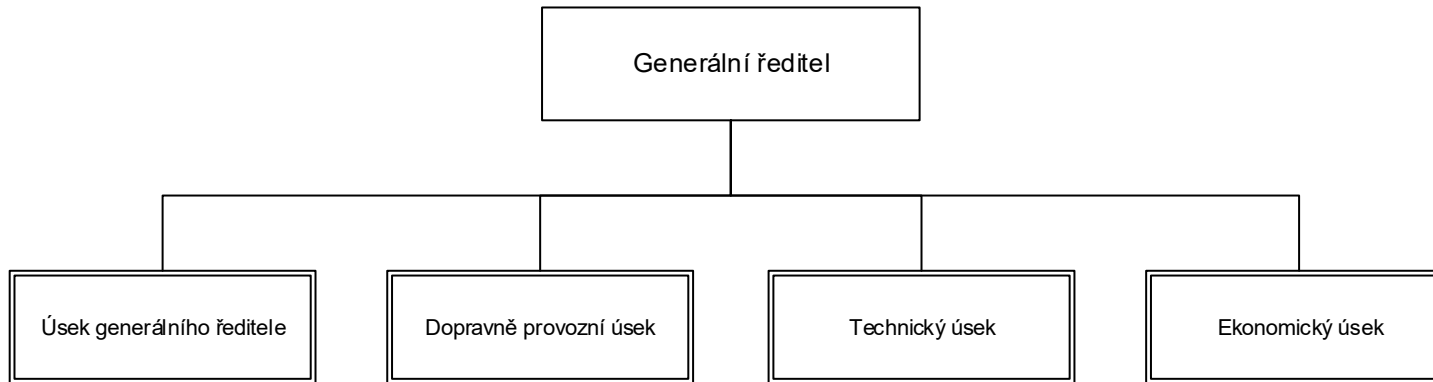 Generální ředitel
Úsek generálního ředitele
Dopravně provozní úsek
Technický úsek
Ekonomický úsek